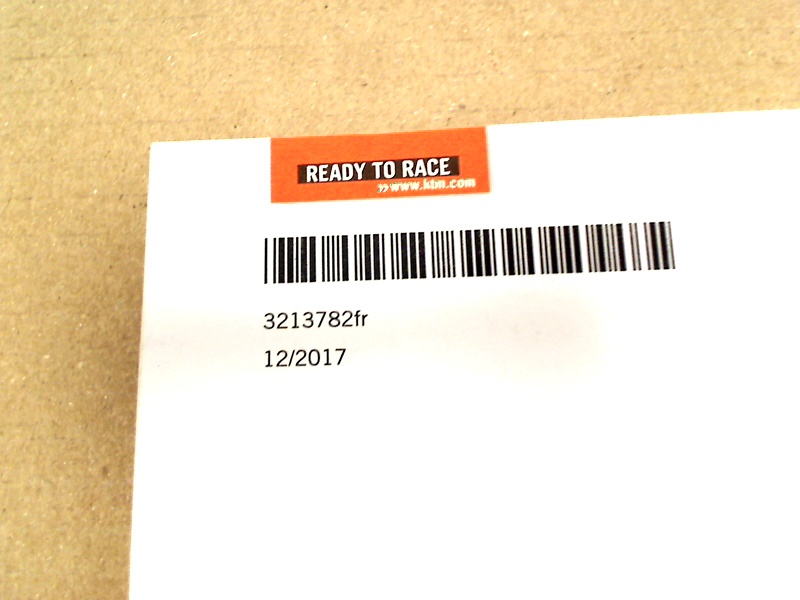 READY TO RACE
»www.ktm.com
3213782fr
12/2017